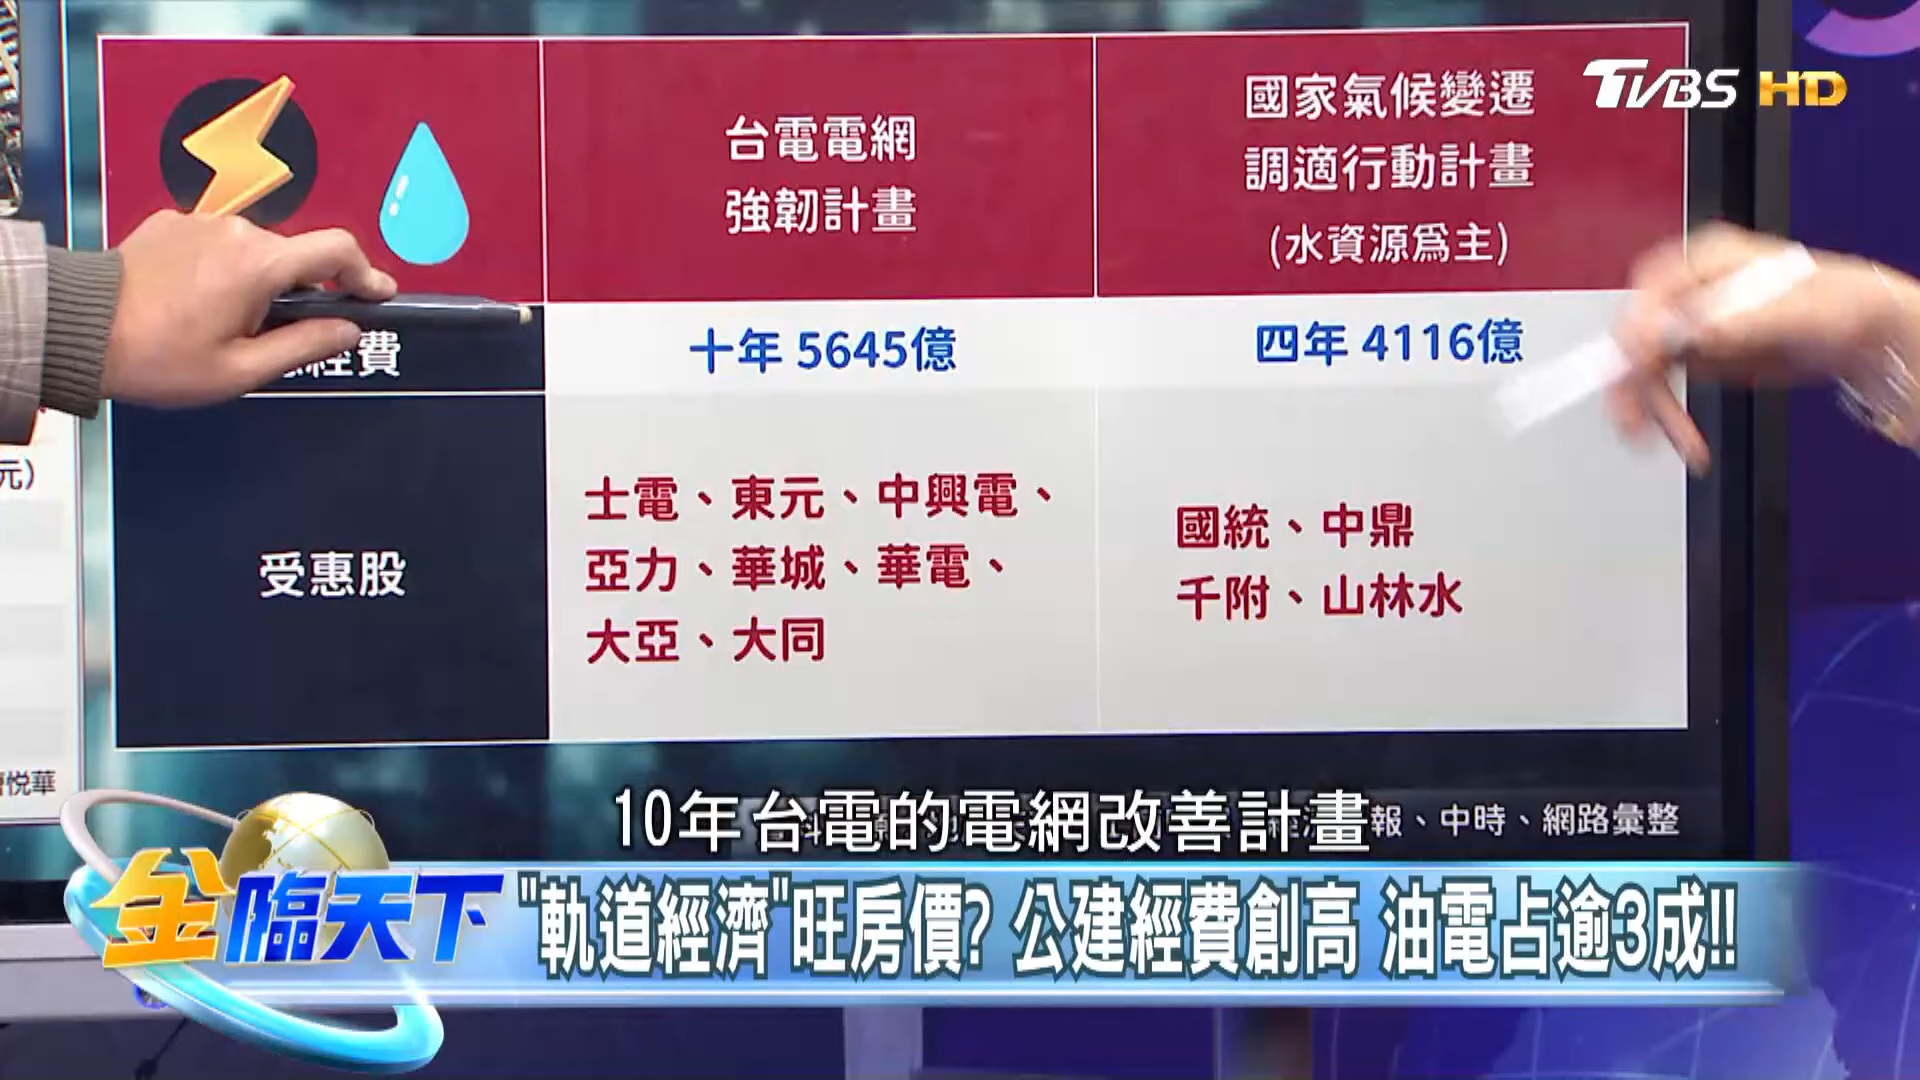 TVBS HD
台電電網
強韌計畫
國家氣候變遷
調適行動計畫
(水資源為主)
經費
十年 5645億
四年 4116億
受惠股
士電、東元、中興電、
亞力、華城、華電、
大亞、大同
國統、中鼎
千附、山林水
元)
悅華
10年台電的電網改善計畫
報、中時、網路彙整
金臨天下
"軌道經濟"旺房價? 公建經費創高 油電占逾3成!!